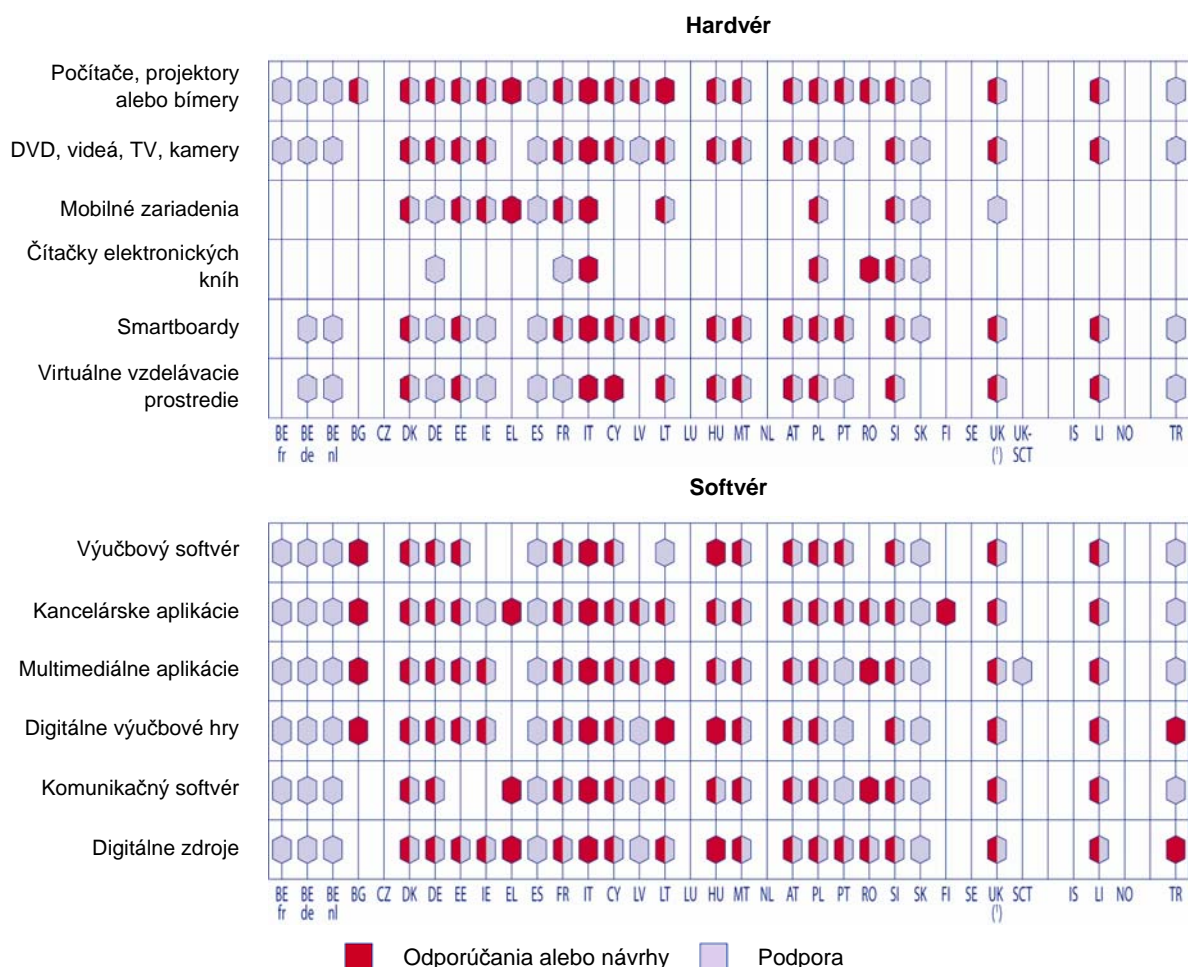 Hardvér
Počítače, projektory
alebo bímery
DVD, videá, TV, kamery
Mobilné zariadenia
Čítačky elektronických
kníh
Smartboardy
Virtuálne vzdelávacie
prostredie
BE BE BE BG CZ DK DE EE IE EL ES FR IT CY LV LT LU HU MT NL AT PL PT RO SI SK FI SE UK UK- IS LI NO TR
fr de nl (¹) SCT
Softvér
Výučbový softvér
Kancelárske aplikácie
Multimediálne aplikácie
Digitálne výučbové hry
Komunikačný softvér
Digitálne zdroje
BE BE BE BG CZ DK DE EE IE EL ES FR IT CY LV LT LU HU MT NL AT PL PT RO SI SK FI SE UK SCT IS LI NO TR
fr de nl (¹)
Odporúčania alebo návrhy Podpora